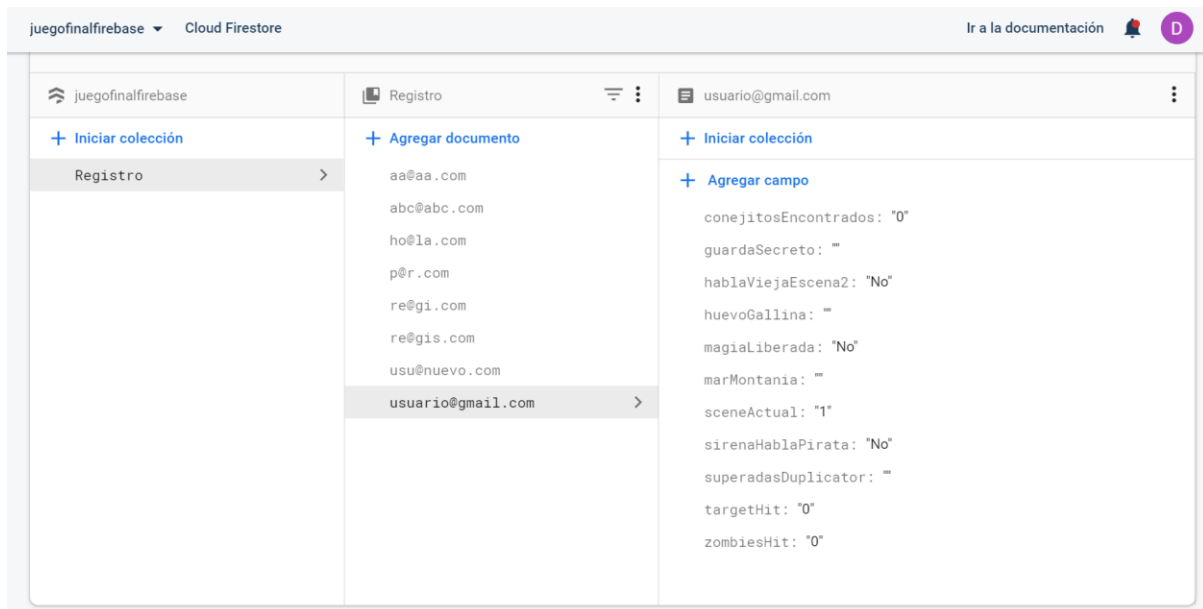 juegofinalfirebase Cloud Firestore Ir a la documentación D
juegofinalfirebase Registro usuario@gmail.com
+ Iniciar colección
Registro
+ Agregar documento
aa@aa.com
abc@abc.com
ho@la.com
p@r.com
re@gi.com
re@gis.com
usu@nuevo.com
usuario@gmail.com
+ Iniciar colección
+ Agregar campo
conejitosEncontrados: "0"
guardaSecreto: ""
hablaViejaEscena2: "No"
huevoGallina: ""
magiaLiberada: "No"
marMontania: ""
sceneActual: "1"
sirenaHablaPirata: "No"
superadasDuplicator: ""
targetHit: "0"
zombiesHit: "0"